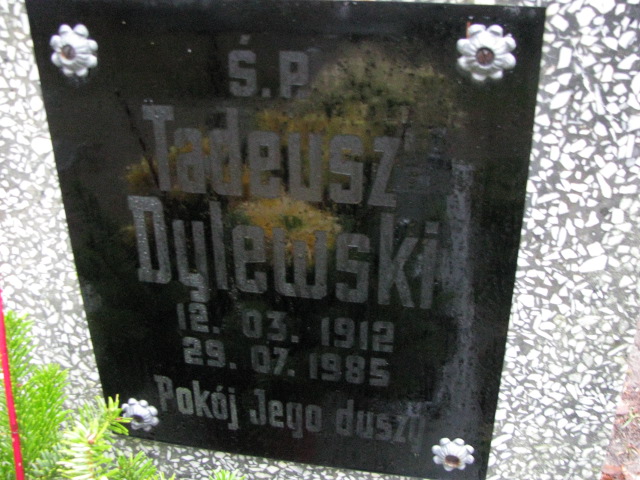 Ś.P
Tadeusz
Dylewski
12. 03. 1912
29. 07. 1985
Pokój Jego duszy